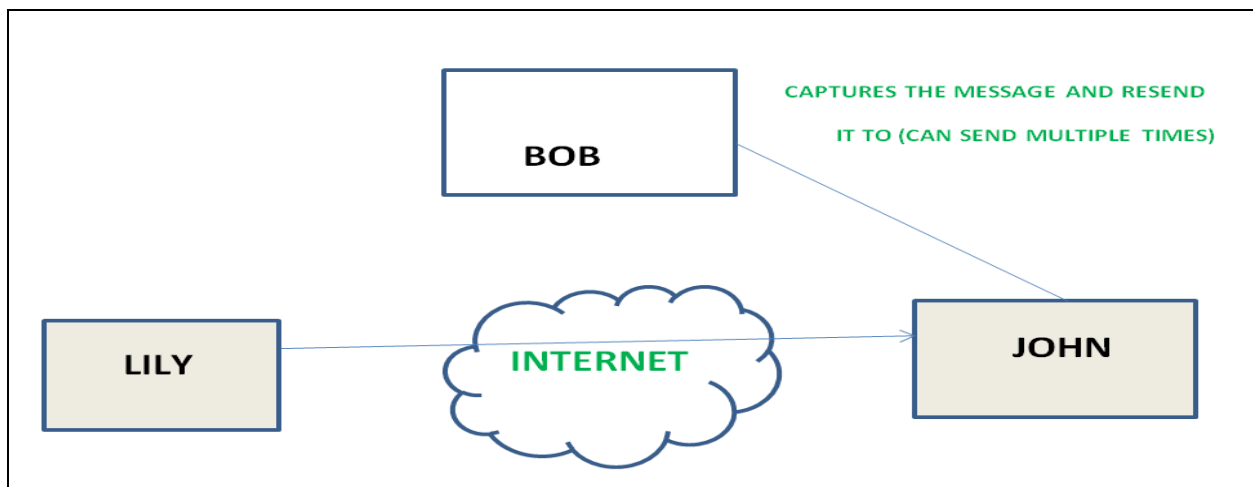 BOB
CAPTURES THE MESSAGE AND RESEND
IT TO (CAN SEND MULTIPLE TIMES)
LILY
INTERNET
JOHN